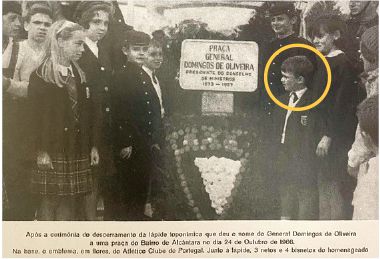 PRAÇA
GENERAL
DOMINGOS DE OLIVEIRA
PRESIDENTE DO CONSELHO
DE MINISTROS
1873 - 1957
Após a cerimónia do descerramento da lápide toponímica que deu o nome do General Domingos de Oliveira
a uma praça do Bairro de Alcântara no dia 24 de Outubro de 1966.
Na base, o emblema, em flores, do Atlético Clube de Portugal. Junto à lápide, 3 netos e 4 bisnetos do homenageado